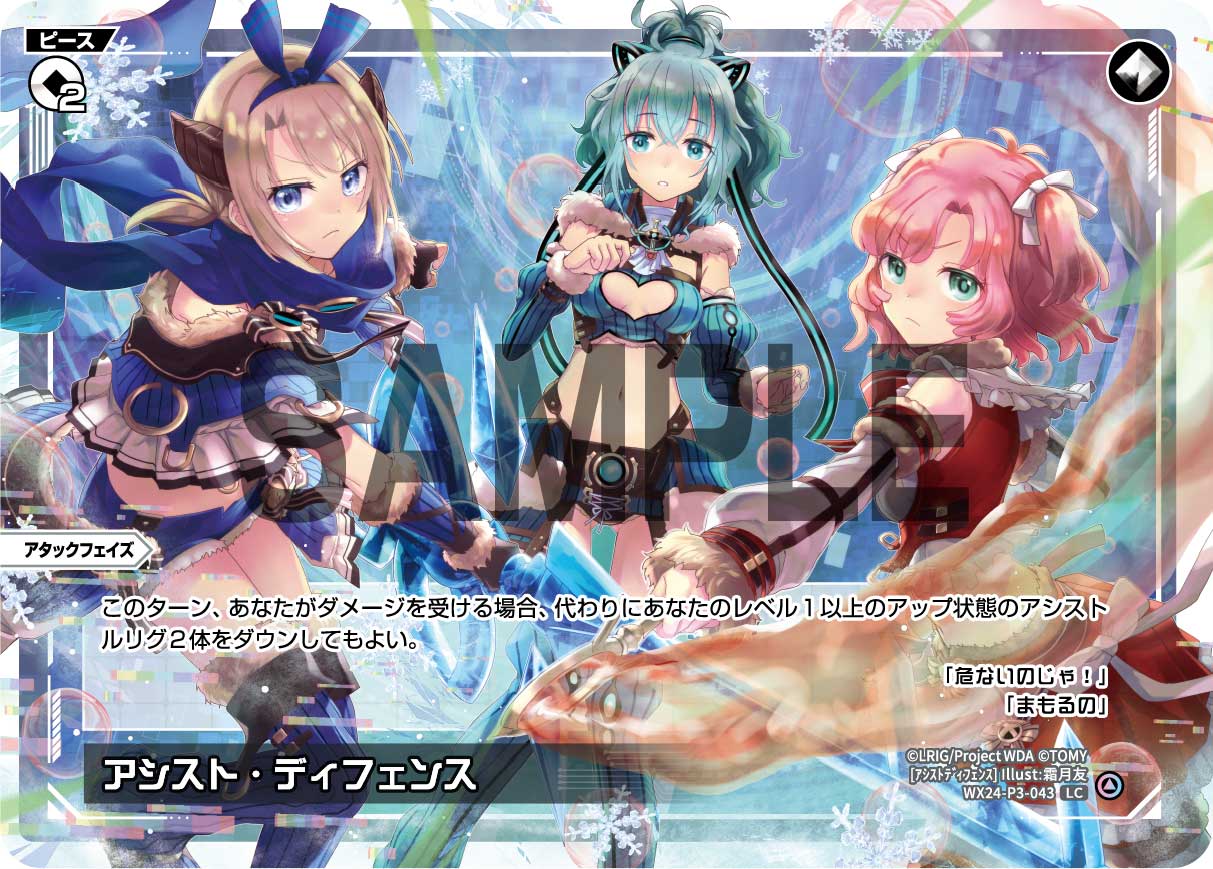 ピース
2
SAMPLE
アタックフェイズ
このターン、あなたがダメージを受ける場合、代わりにあなたのレベル1以上のアップ状態のアシスト
ルリグ2体をダウンしてもよい。
「危ないのじゃ！」
「まもるの」
アシスト・ディフェンス
©LRIG/Project WDA ©TOMY
[アシストディフェンス] Illust:霜月友
WX24-P3-043 LC